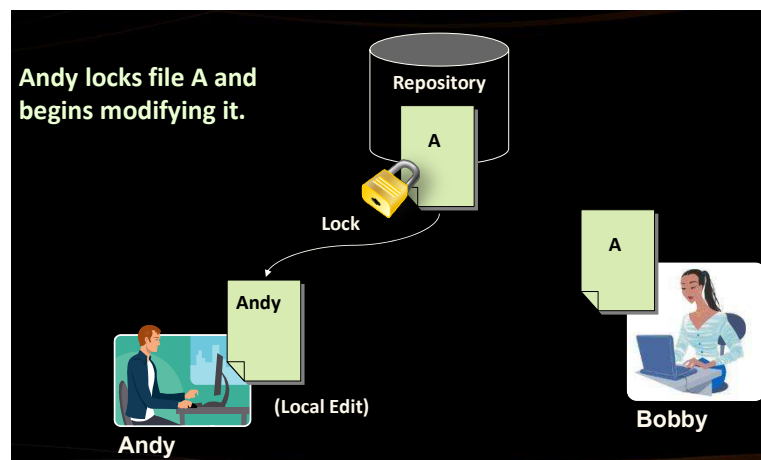 Andy locks file A and
begins modifying it.
Repository
A
Lock
A
Andy
(Local Edit)
Andy
Bobby